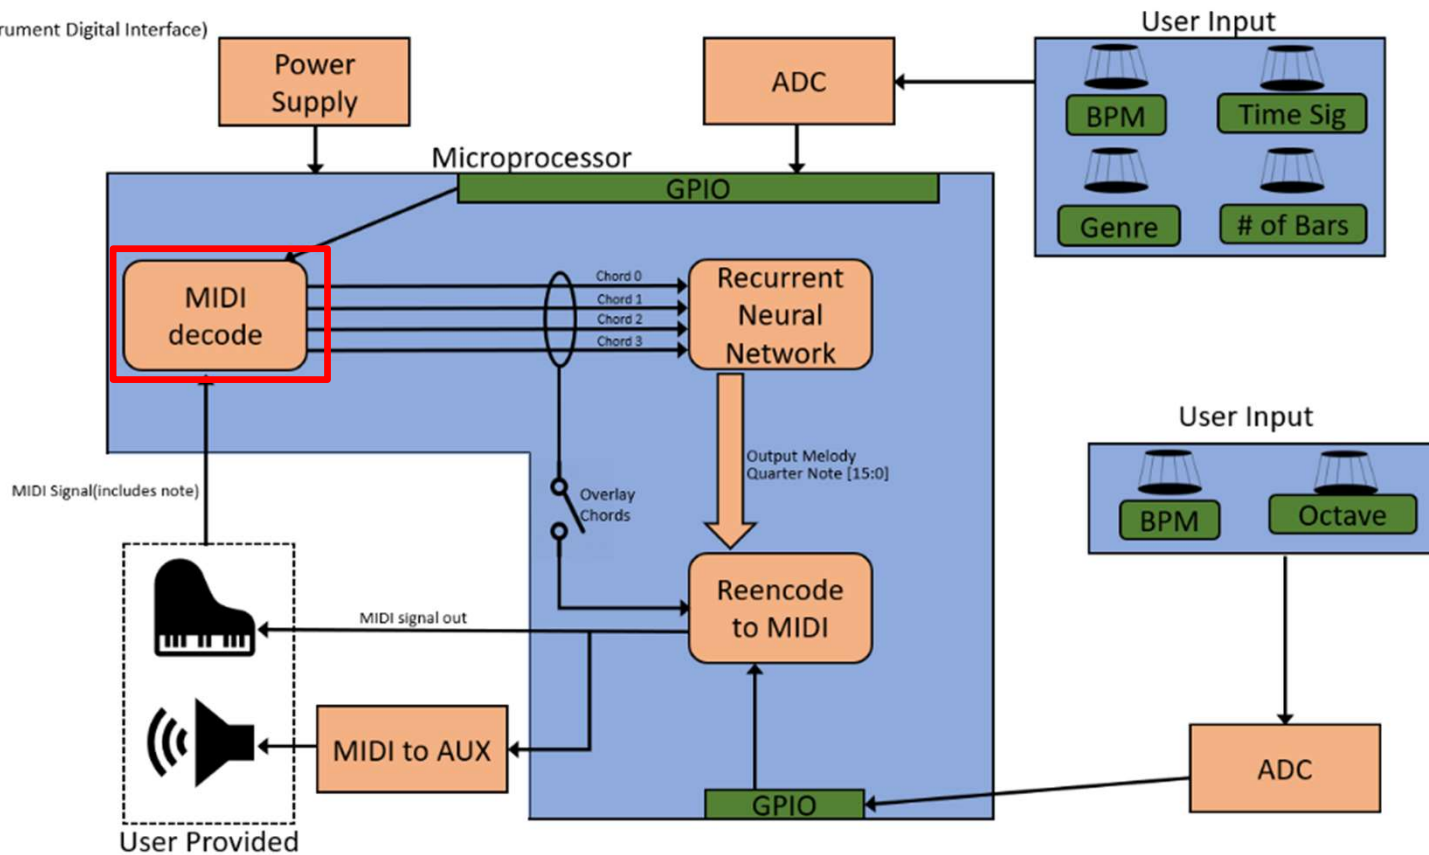 rument Digital Interface)
User Input
Power
Supply
ADC
BPM
Time Sig
Genre
# of Bars
Microprocessor
GPIO
MIDI
decode
Chord 0
Chord 1
Chord 2
Chord 3
Recurrent
Neural
Network
Output Melody
Quarter Note [15:0]
Overlay
Chords
MIDI Signal(includes note)
User Input
BPM
Octave
Reencode
to MIDI
MIDI signal out
MIDI to AUX
GPIO
ADC
User Provided